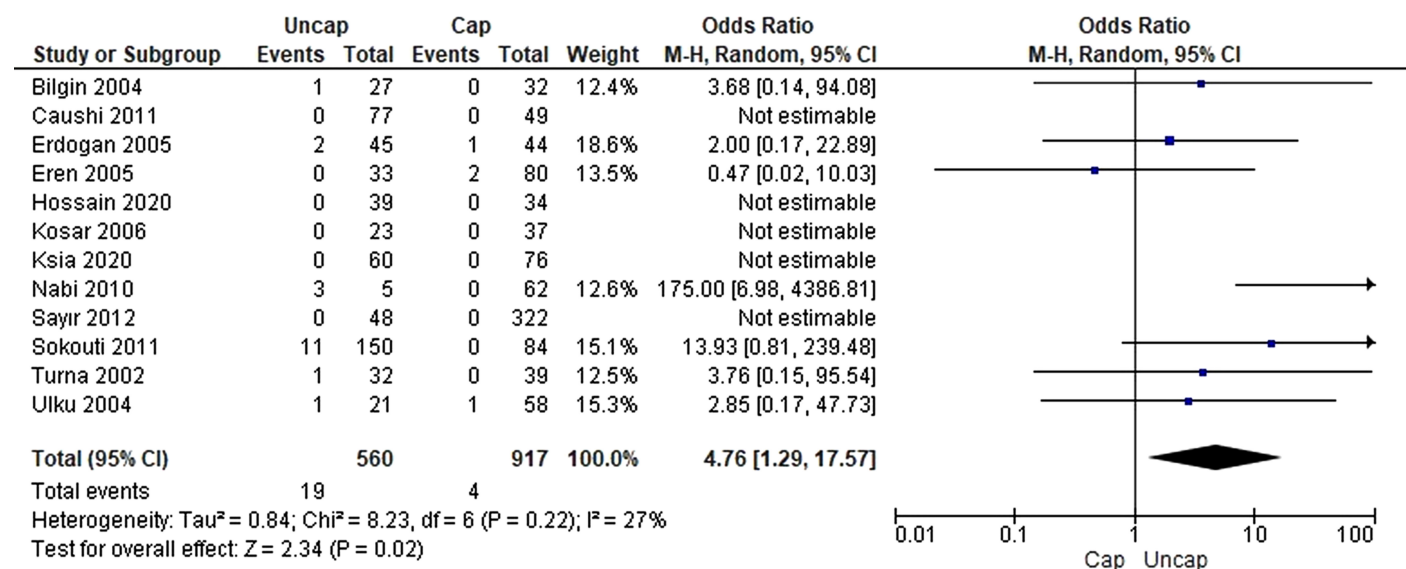 Uncap Cap Odds Ratio Odds Ratio
Study or Subgroup Events Total Events Total Weight M-H, Random, 95% CI M-H, Random, 95% CI
Bilgin 2004 1 27 0 32 12.4% 3.68 [0.14, 94.08]
Caushi 2011 0 77 0 49 Not estimable
Erdogan 2005 2 45 1 44 18.6% 2.00 [0.17, 22.89]
Eren 2005 0 33 2 80 13.5% 0.47 [0.02, 10.03]
Hossain 2020 0 39 0 34 Not estimable
Kosar 2006 0 23 0 37 Not estimable
Ksia 2020 0 60 0 76 Not estimable
Nabi 2010 3 5 0 62 12.6% 175.00 [6.98, 4386.81]
Sayır 2012 0 48 0 322 Not estimable
Sokouti 2011 11 150 0 84 15.1% 13.93 [0.81, 239.48]
Turna 2002 1 32 0 39 12.5% 3.76 [0.15, 95.54]
Ulku 2004 1 21 1 58 15.3% 2.85 [0.17, 47.73]
Total (95% CI) 560 917 100.0% 4.76 [1.29, 17.57]
Total events 19 4
Heterogeneity: Tau² = 0.84; Chi² = 8.23, df = 6 (P = 0.22); I² = 27%
Test for overall effect: Z = 2.34 (P = 0.02)
0.01 0.1 1 10 100
Cap Uncap